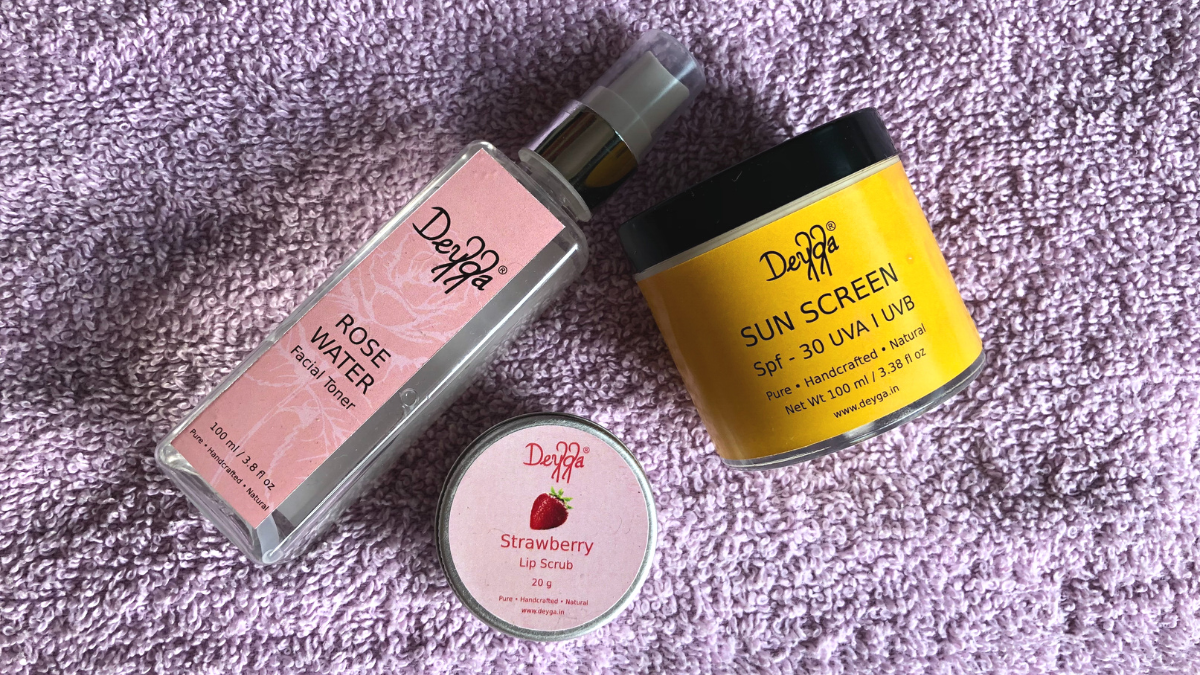 Deyga®
ROSE
WATER
Facial Toner
100 ml / 3.8 fl oz
Pure • Handcrafted • Natural
Deyga®
SUN SCREEN
Spf - 30 UVA I UVB
Pure • Handcrafted • Natural
Net Wt 100 ml / 3.38 fl oz
www.deyga.in
Deyga®
Strawberry
Lip Scrub
20 g
Pure • Handcrafted • Natural
www.deyga.in